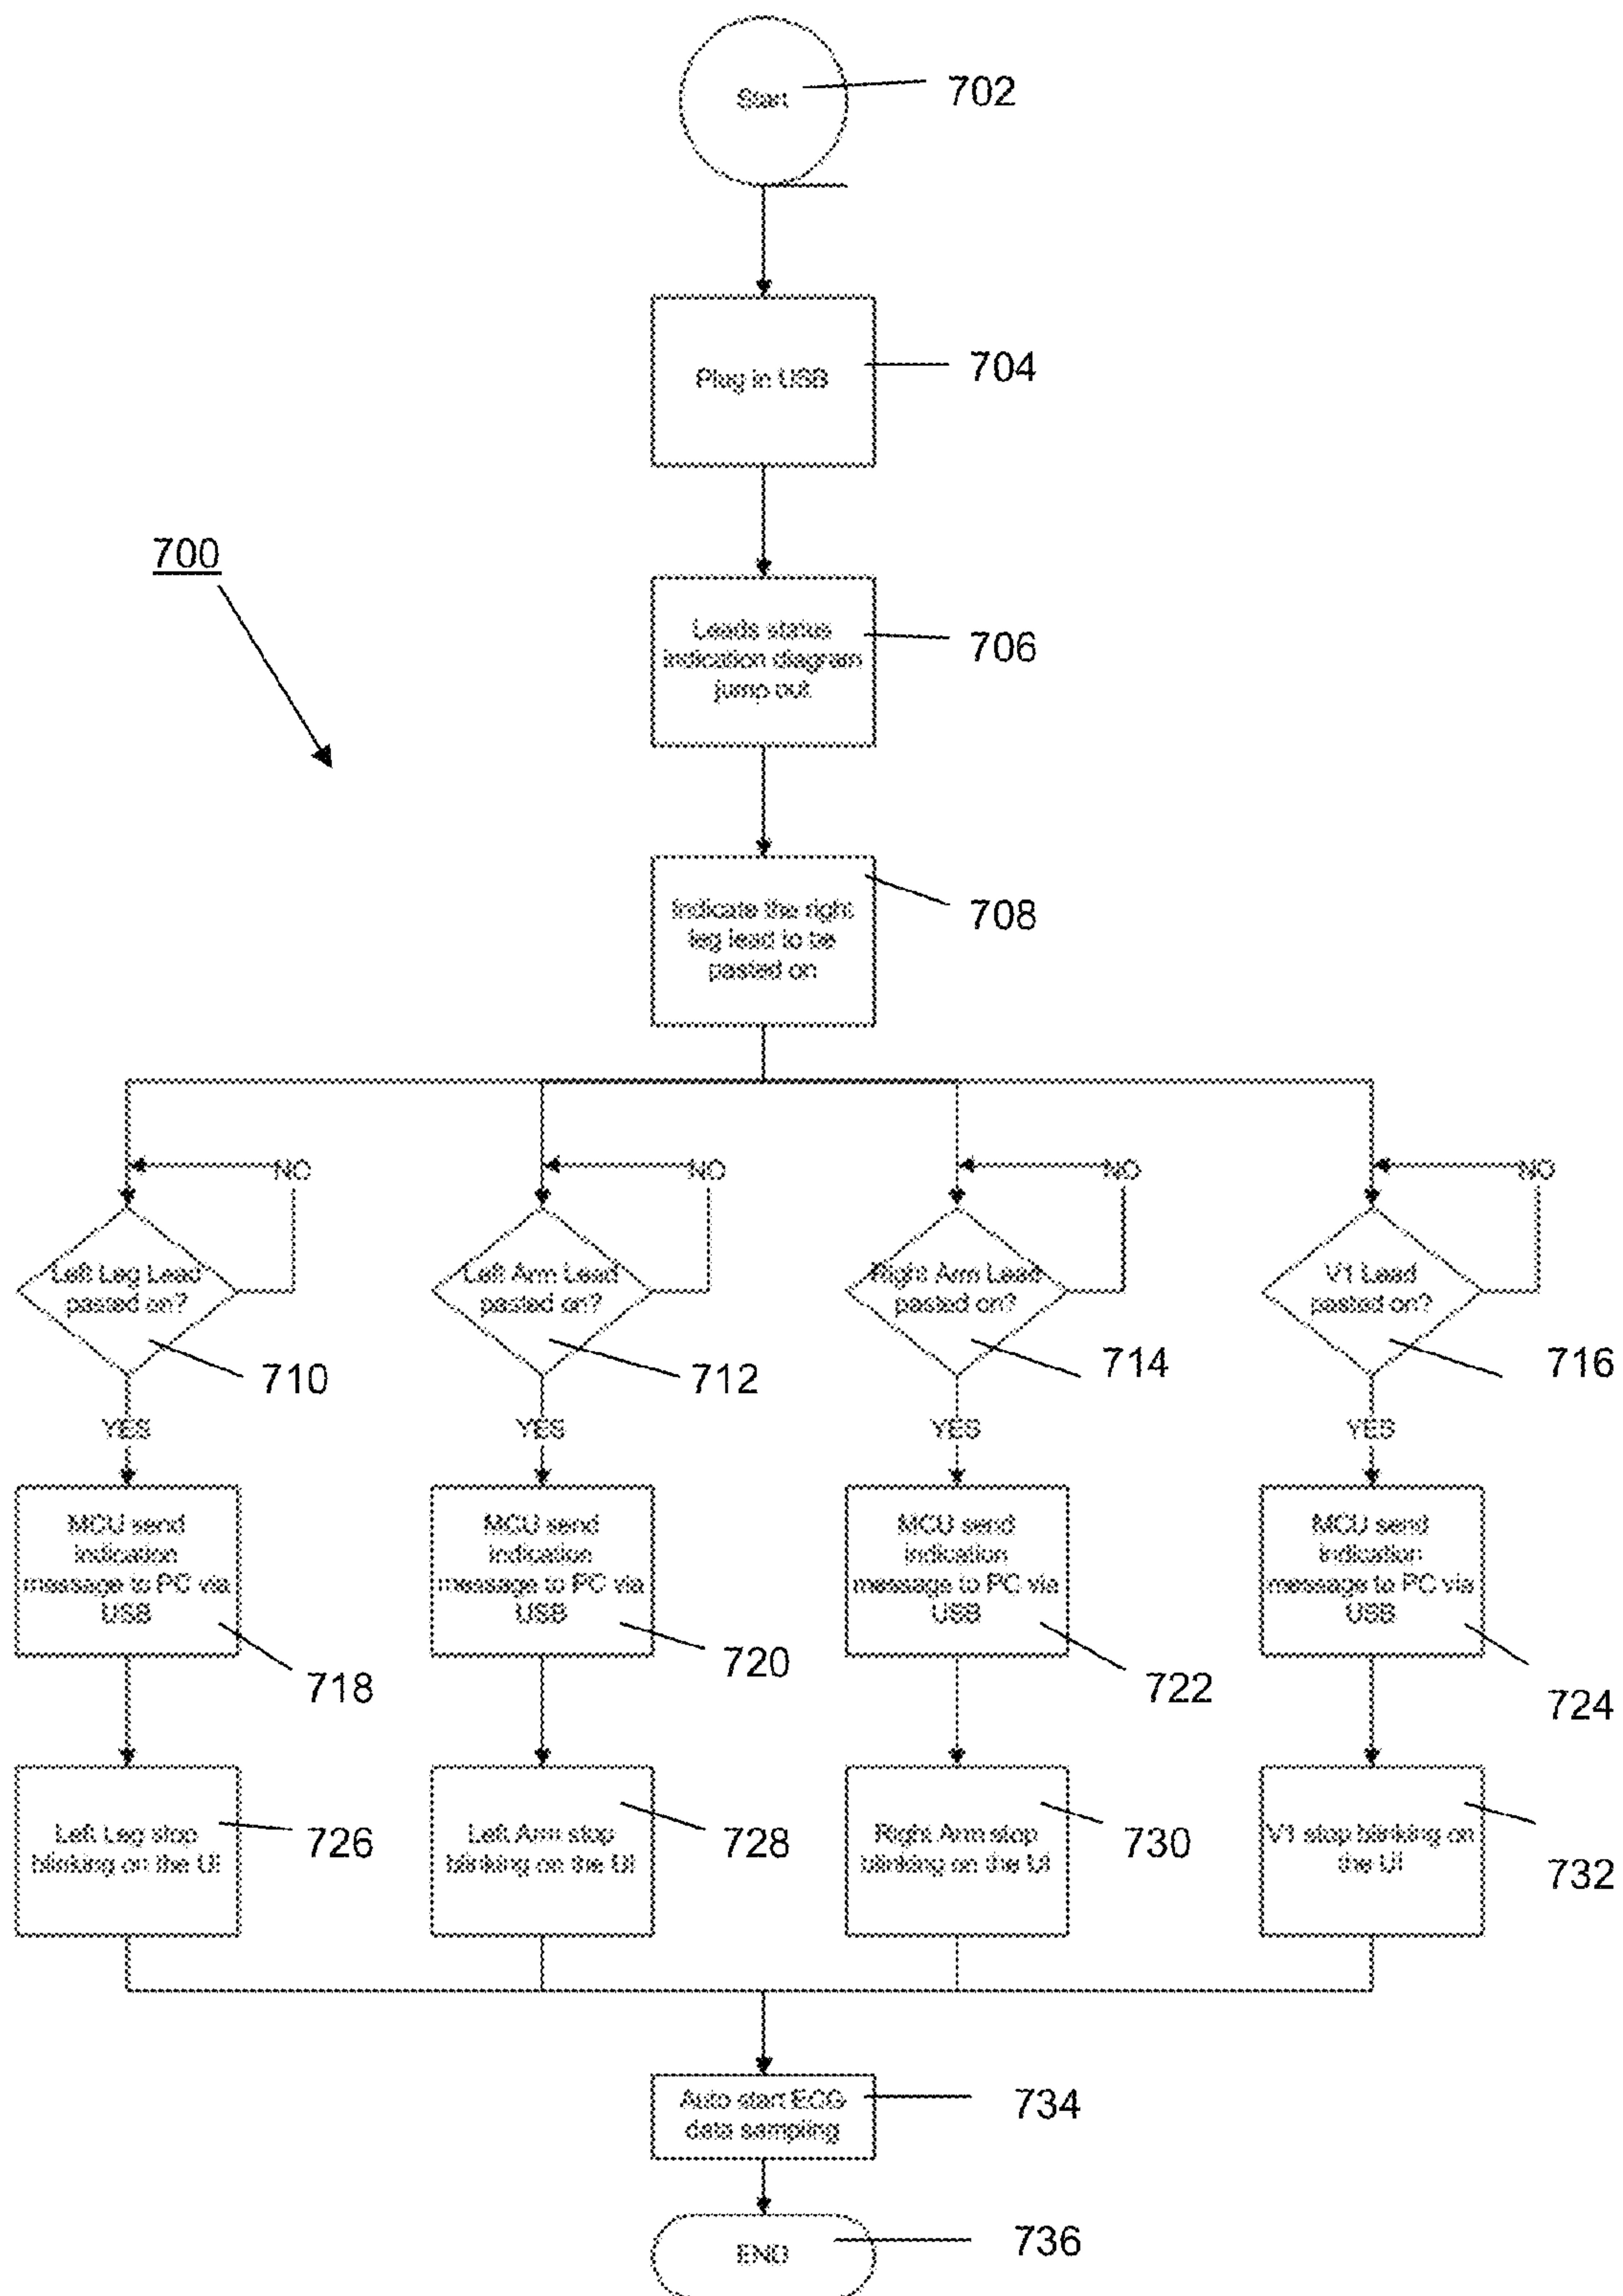 Start
702
Plug in USB
704
700
Leads status
indication diagram
jump out
706
Indicate the right
leg lead to be
pasted on
708
NO
NO
NO
NO
Left Leg Lead
pasted on?
710
Left Arm Lead
pasted on?
712
Right Arm Lead
pasted on?
714
V1 Lead
pasted on?
716
YES
YES
YES
YES
MCU send
indication
message to PC via
USB
718
MCU send
indication
message to PC via
USB
720
MCU send
indication
message to PC via
USB
722
MCU send
indication
message to PC via
USB
724
Left Leg stop
blinking on the UI
726
Left Arm stop
blinking on the UI
728
Right Arm stop
blinking on the UI
730
V1 stop blinking on
the UI
732
Auto start ECG
data sampling
734
END
736